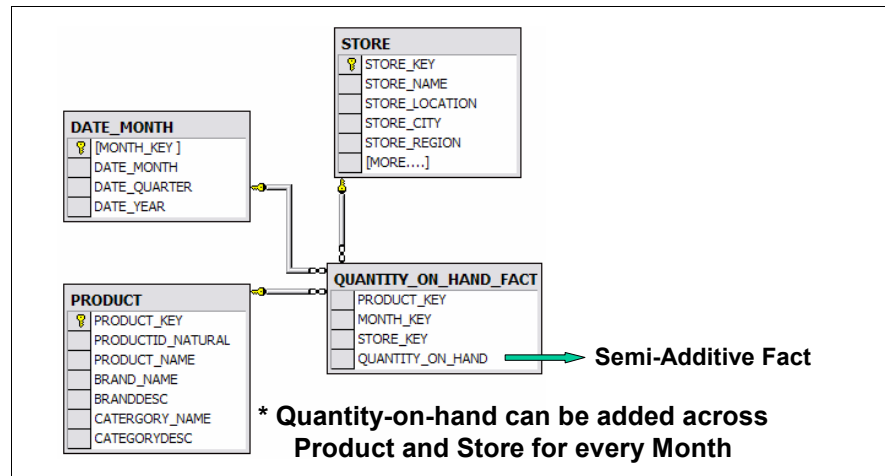 STORE
STORE_KEY
STORE_NAME
STORE_LOCATION
STORE_CITY
STORE_REGION
[MORE....]
DATE_MONTH
[MONTH_KEY ]
DATE_MONTH
DATE_QUARTER
DATE_YEAR
QUANTITY_ON_HAND_FACT
PRODUCT_KEY
MONTH_KEY
STORE_KEY
QUANTITY_ON_HAND
Semi-Additive Fact
PRODUCT
PRODUCT_KEY
PRODUCTID_NATURAL
PRODUCT_NAME
BRAND_NAME
BRANDDESC
CATERGORY_NAME
CATEGORYDESC
* Quantity-on-hand can be added across
Product and Store for every Month